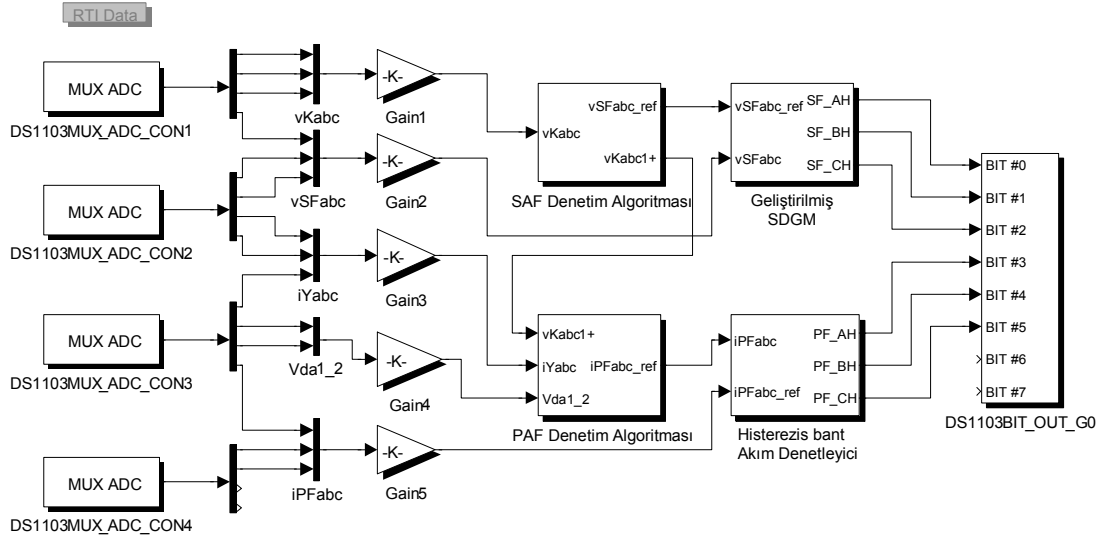 RTI Data
MUX ADC
DS1103MUX_ADC_CON1
MUX ADC
DS1103MUX_ADC_CON2
MUX ADC
DS1103MUX_ADC_CON3
MUX ADC
DS1103MUX_ADC_CON4
vKabc
vSFabc
iYabc
Vda1_2
iPFabc
-K-
Gain1
-K-
Gain2
-K-
Gain3
-K-
Gain4
-K-
Gain5
vKabc
vSFabc_ref
vKabc1+
SAF Denetim Algoritması
vKabc1+
iYabc
Vda1_2
iPFabc_ref
PAF Denetim Algoritması
vSFabc_ref
vSFabc
SF_AH
SF_BH
SF_CH
Geliştirilmiş
SDGM
iPFabc
iPFabc_ref
PF_AH
PF_BH
PF_CH
Histerezis bant
Akım Denetleyici
BIT #0
BIT #1
BIT #2
BIT #3
BIT #4
BIT #5
BIT #6
BIT #7
DS1103BIT_OUT_G0